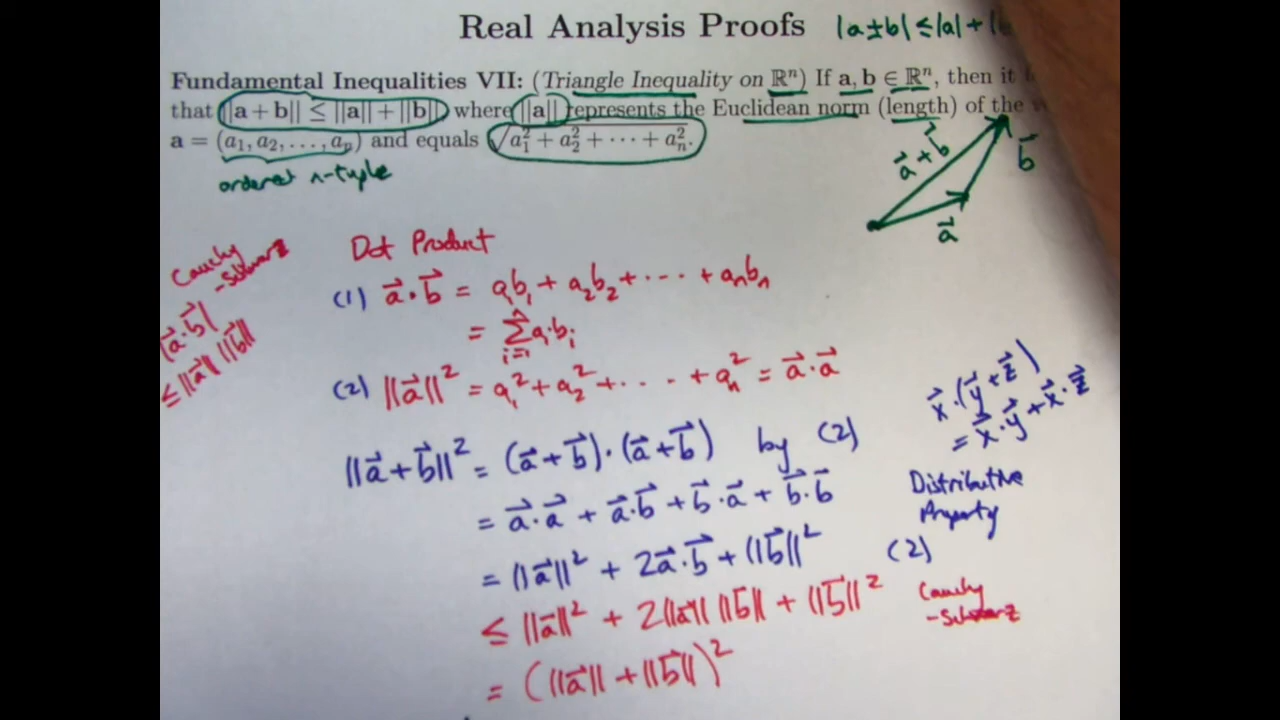 Real Analysis Proofs |a ± b| ≤ |a| + |
Fundamental Inequalities VII: (Triangle Inequality on ℝⁿ) If a, b ∈ ℝⁿ, then it
that ||a + b|| ≤ ||a|| + ||b|| where ||a|| represents the Euclidean norm (length) of the
a = (a₁, a₂, . . . , aₙ) and equals √a₁² + a₂² + · · · + aₙ².
ordered n-tuple
a⃗ + b⃗
b⃗
a⃗
Cauchy
-Schwarz
|a⃗·b⃗|
≤ ||a⃗|| ||b⃗||
Dot Product
(1) a⃗·b⃗ = a₁b₁ + a₂b₂ + · · · · + aₙbₙ
= ∑ᵢ₌₁ⁿ aᵢbᵢ
(2) ||a⃗||² = a₁² + a₂² + · · · · + aₙ² = a⃗·a⃗
x⃗·(y⃗ + z⃗)
= x⃗·y⃗ + x⃗·z⃗
||a⃗ + b⃗||² = (a⃗ + b⃗)·(a⃗ + b⃗) by (2)
= a⃗·a⃗ + a⃗·b⃗ + b⃗·a⃗ + b⃗·b⃗
Distributive
Property
= ||a⃗||² + 2a⃗·b⃗ + ||b⃗||² (2)
≤ ||a⃗||² + 2||a⃗|| ||b⃗|| + ||b⃗||²
Cauchy
-Schwarz
= (||a⃗|| + ||b⃗||)²